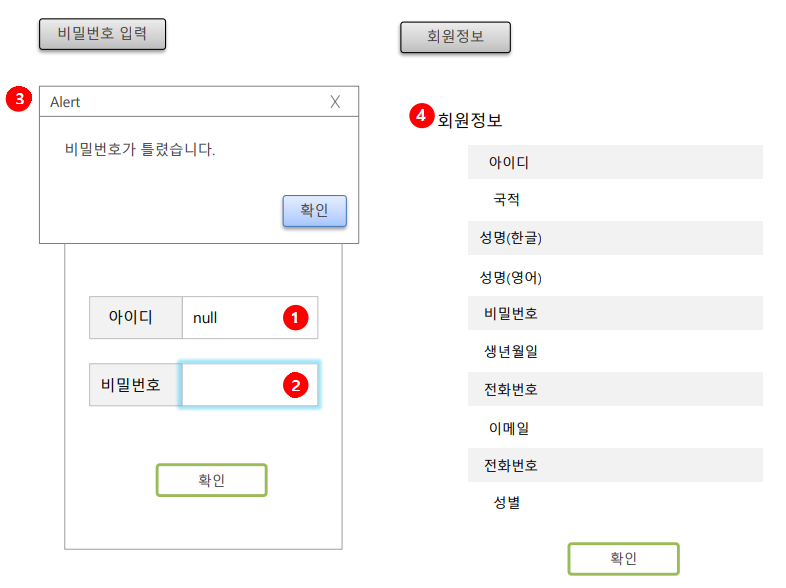 비밀번호 입력
회원정보
3
Alert X
비밀번호가 틀렸습니다.
확인
아이디 null 1
비밀번호 2
확인
4 회원정보
아이디
국적
성명(한글)
성명(영어)
비밀번호
생년월일
전화번호
이메일
전화번호
성별
확인